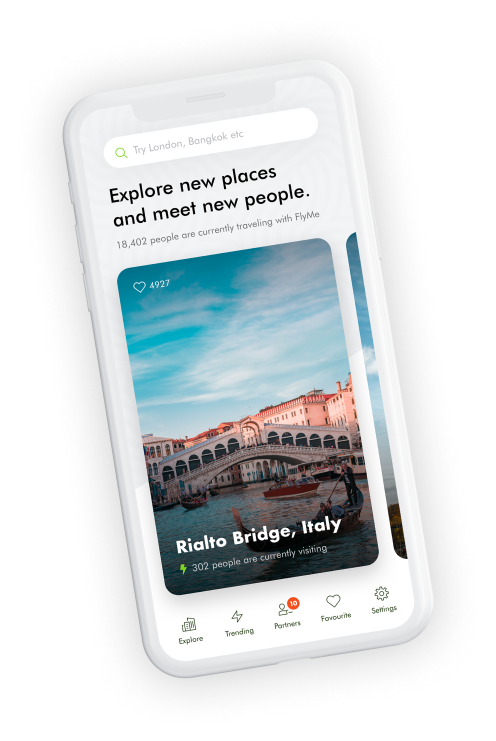 Try London, Bangkok etc
Explore new places
and meet new people.
18,402 people are currently traveling with FlyMe
4927
Rialto Bridge, Italy
302 people are currently visiting
10
Explore
Trending
Partners
Favourite
Settings